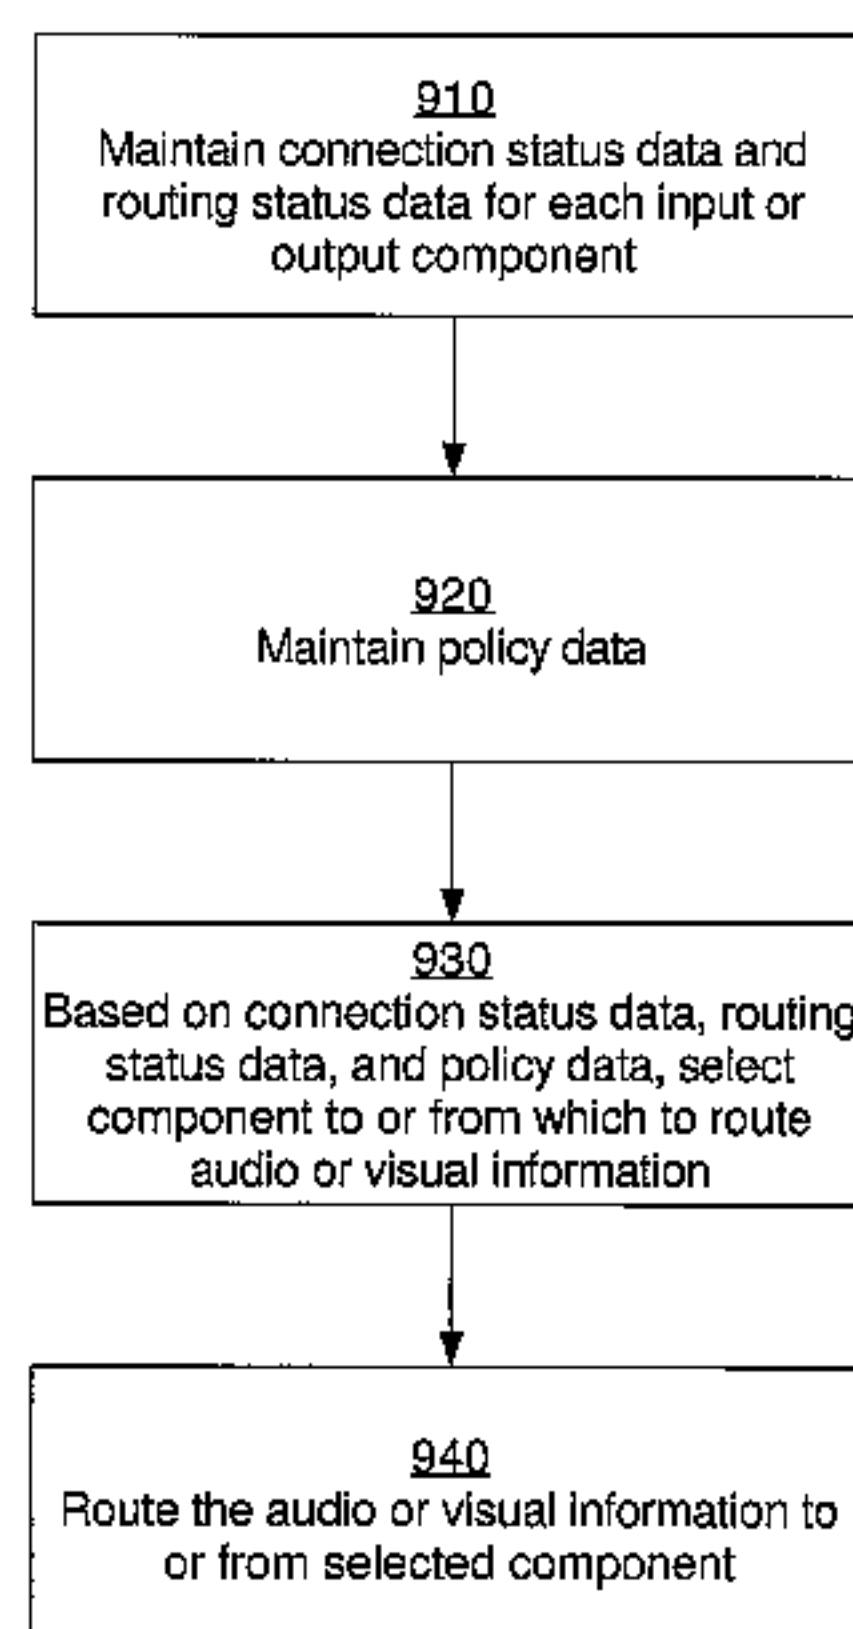 910
Maintain connection status data and
routing status data for each input or
output component
920
Maintain policy data
930
Based on connection status data, routing
status data, and policy data, select
component to or from which to route
audio or visual information
940
Route the audio or visual information to
or from selected component